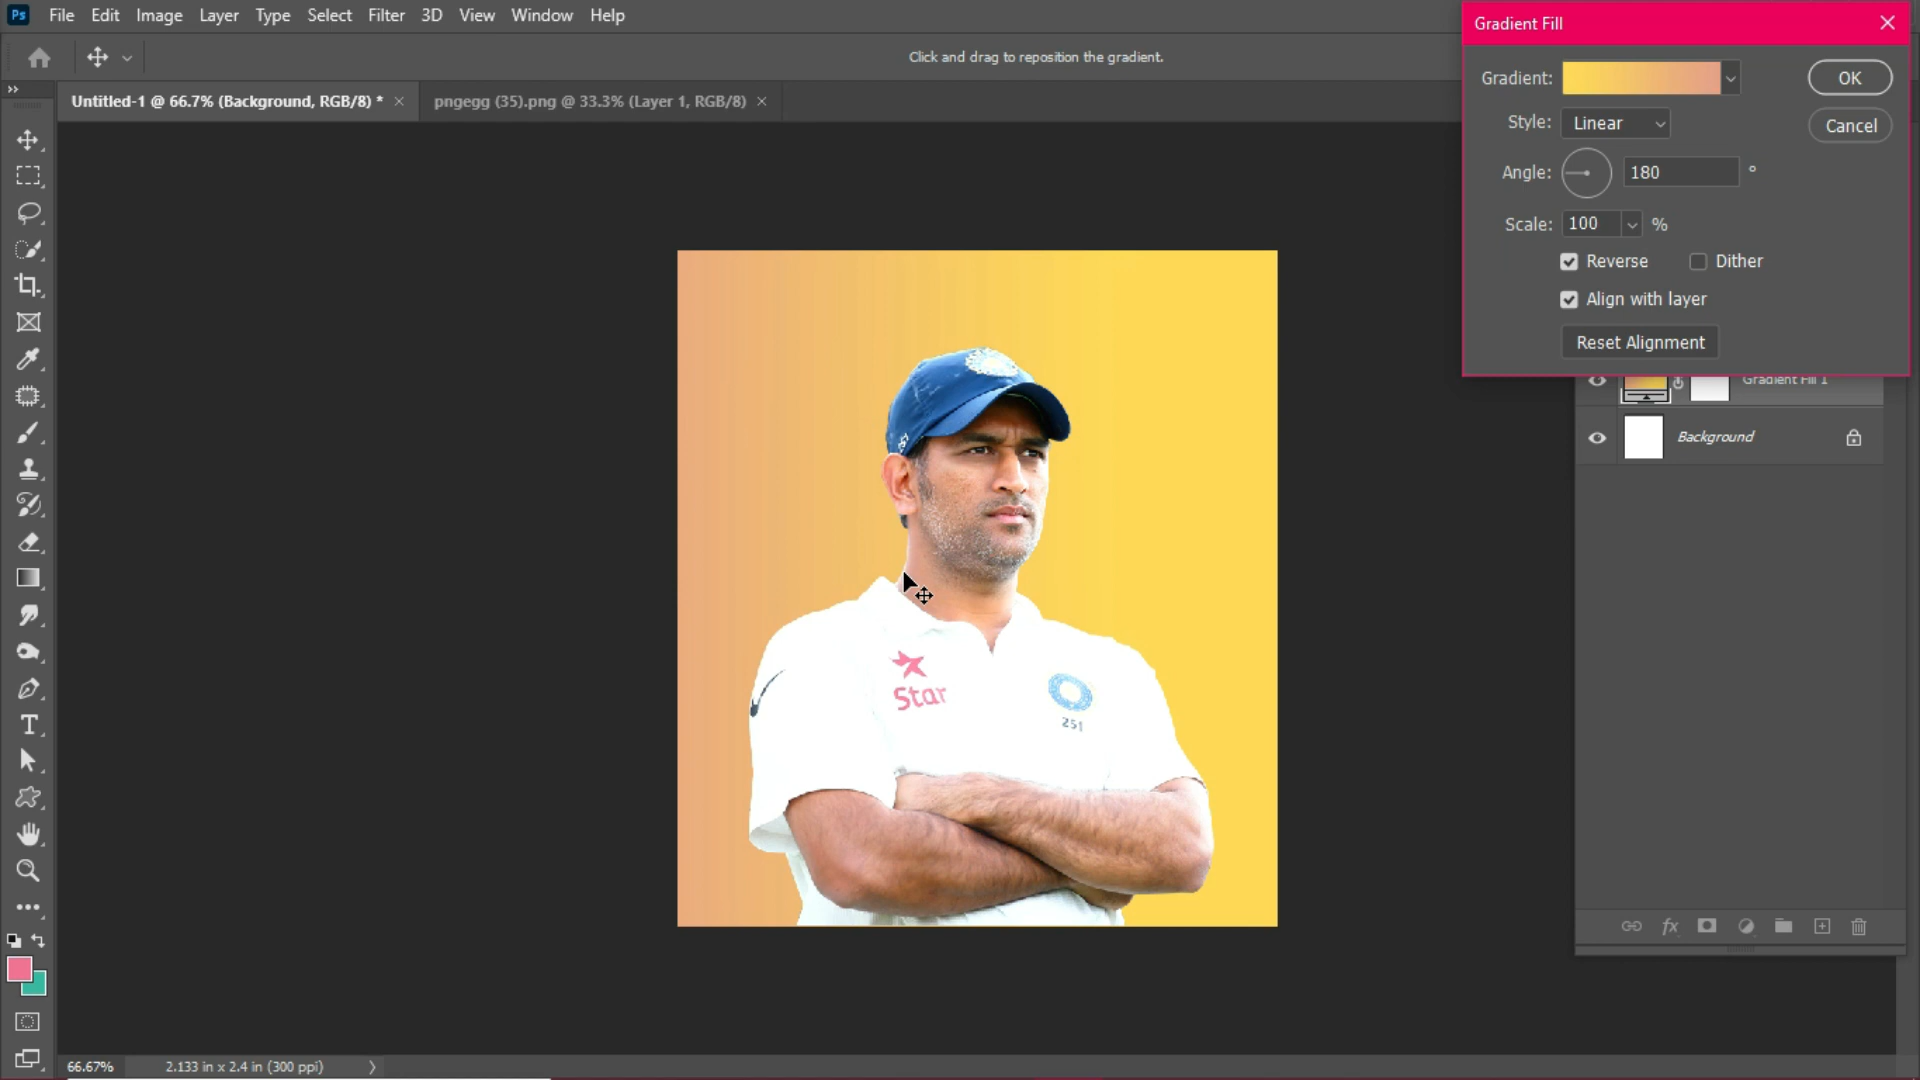 Ps File Edit Image Layer Type Select Filter 3D View Window Help
Click and drag to reposition the gradient.
Untitled-1 @ 66.7% (Background, RGB/8) * × pngegg (35).png @ 33.3% (Layer 1, RGB/8) ×
Gradient Fill
Gradient:
OK
Style: Linear
Cancel
Angle: 180 °
Scale: 100 %
Reverse Dither
Align with layer
Reset Alignment
Gradient Fill 1
Background
Star
251
fx
T
66.67% 2.133 in x 2.4 in (300 ppi)